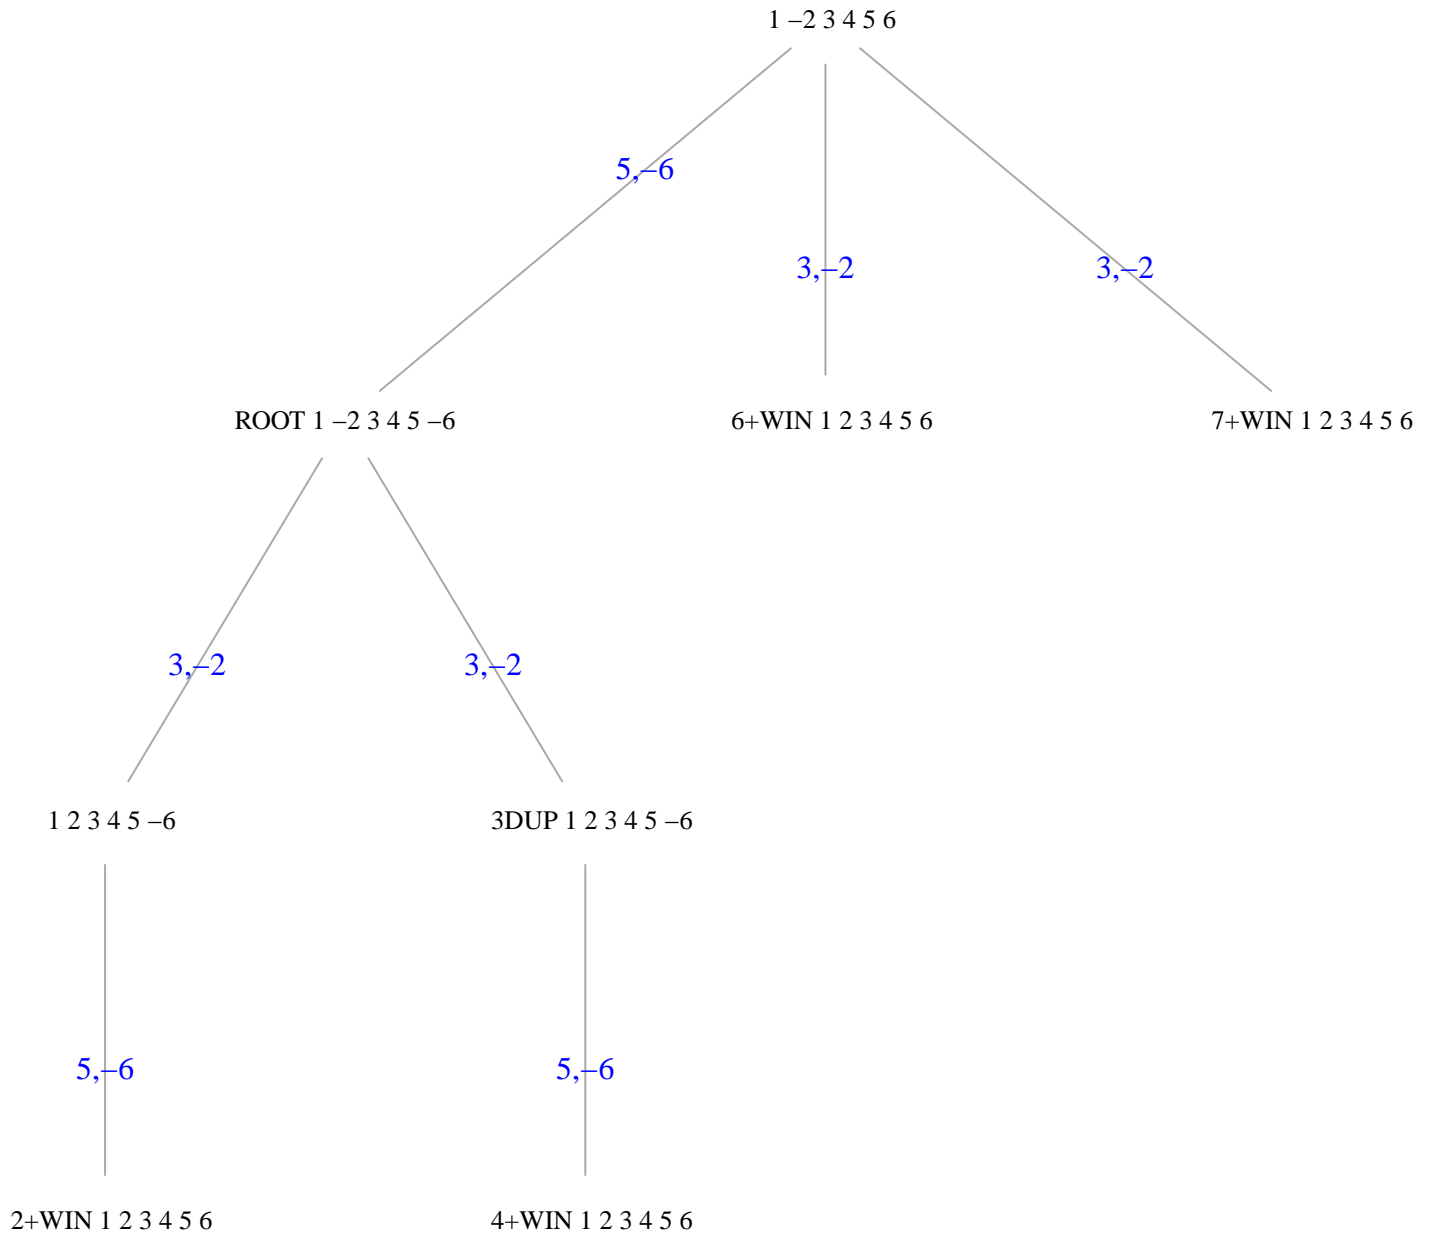 1 –2 3 4 5 6
5,–6
3,–2
3,–2
ROOT 1 –2 3 4 5 –6
6+WIN 1 2 3 4 5 6
7+WIN 1 2 3 4 5 6
3,–2
3,–2
1 2 3 4 5 –6
3DUP 1 2 3 4 5 –6
5,–6
5,–6
2+WIN 1 2 3 4 5 6
4+WIN 1 2 3 4 5 6